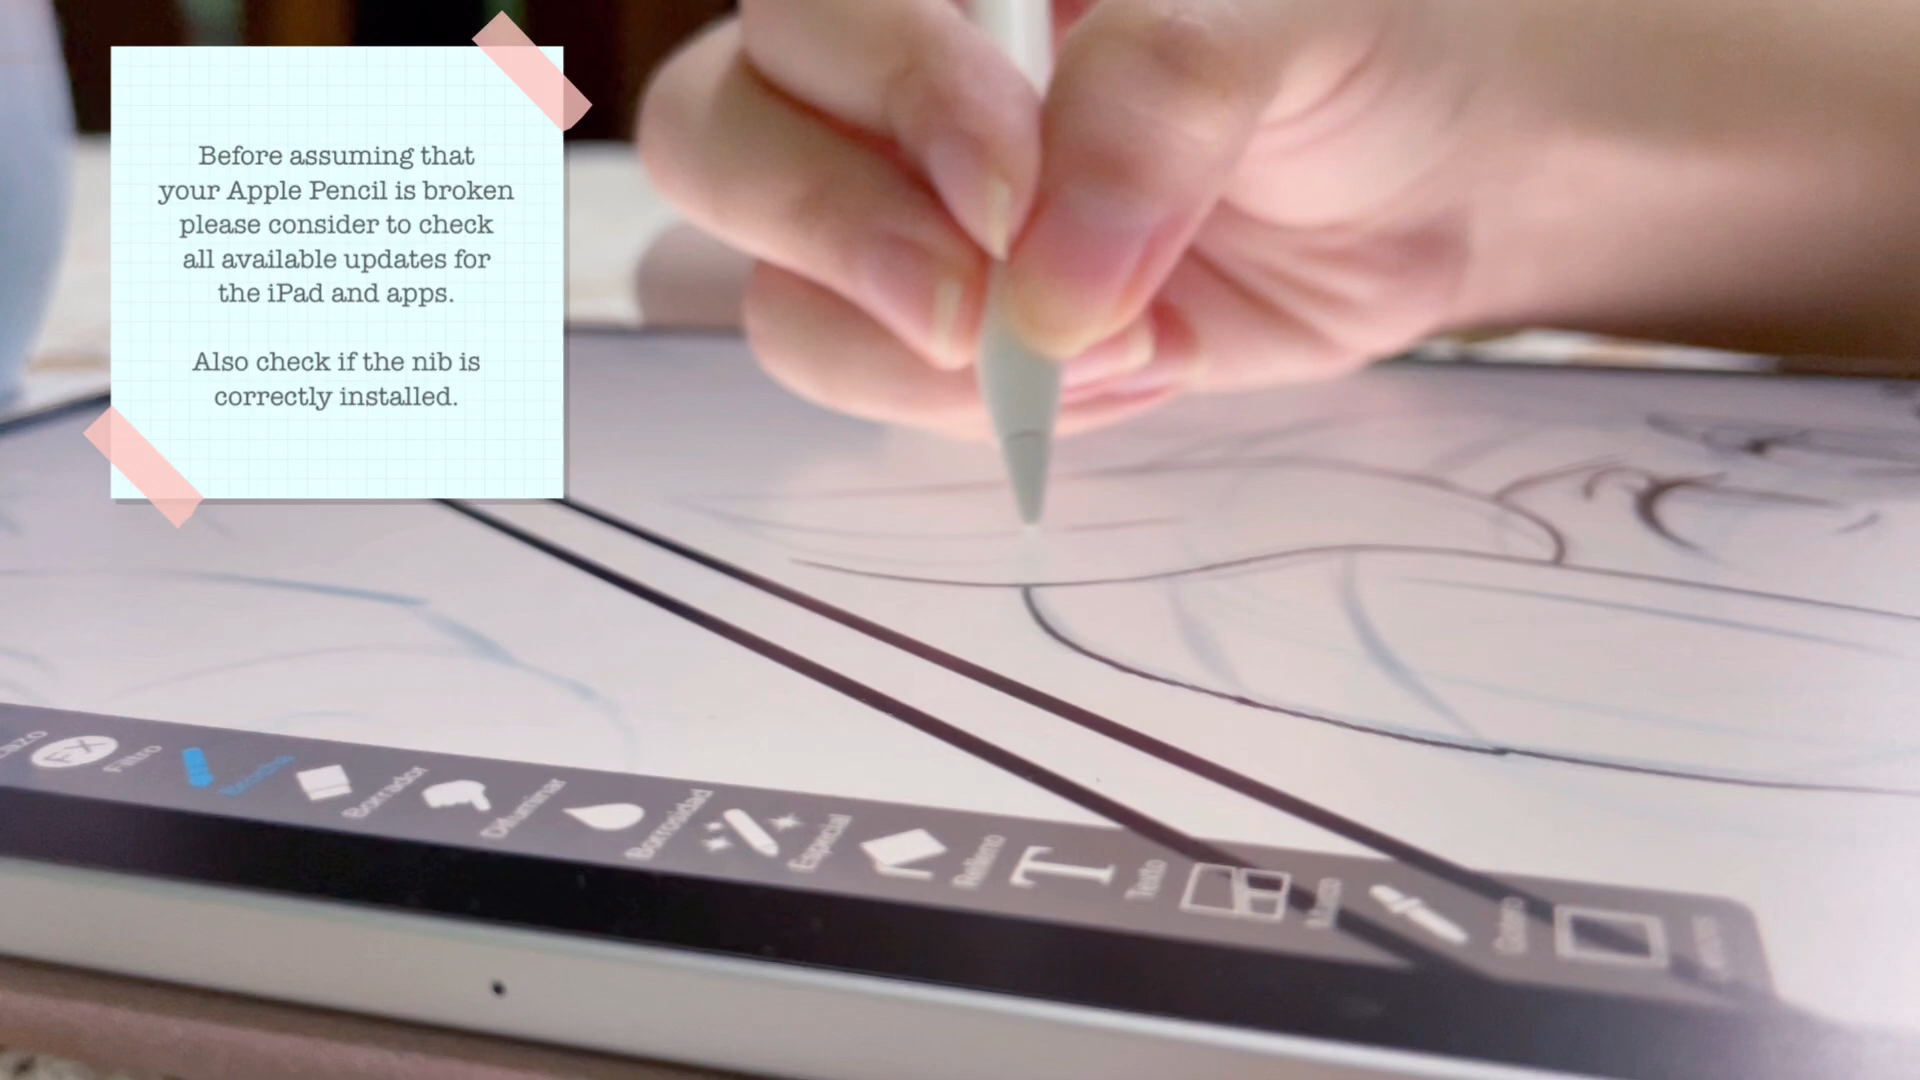 Before assuming that
your Apple Pencil is broken
please consider to check
all available updates for
the iPad and apps.
Also check if the nib is
correctly installed.
FX
Filtro
Borrador
Difuminar
Borrosidad
Especial
Relleno
T
Texto